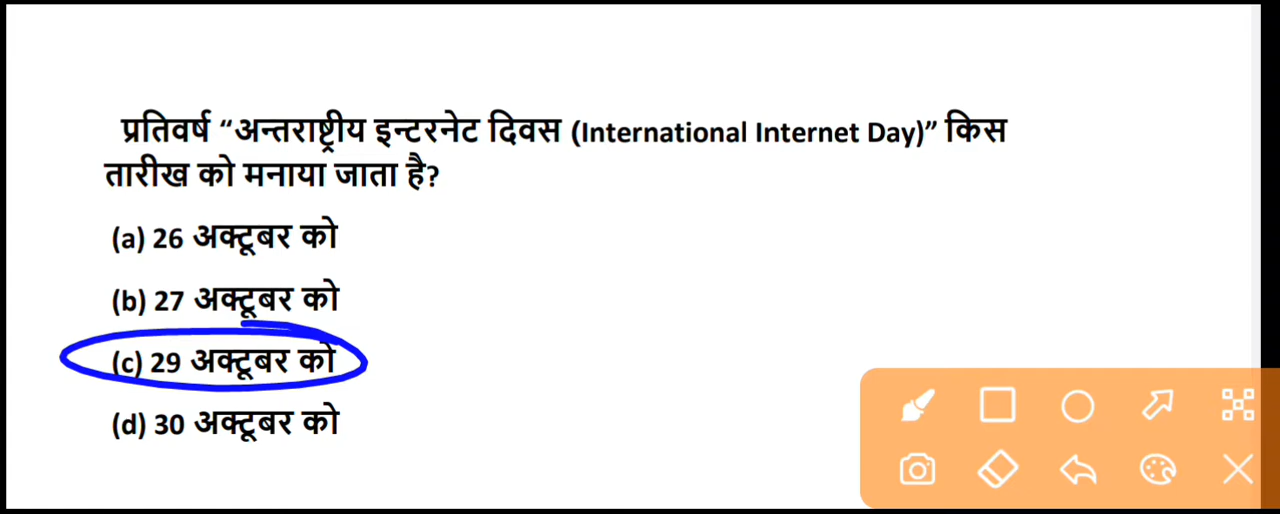 प्रतिवर्ष “अन्तराष्ट्रीय इन्टरनेट दिवस (International Internet Day)” किस
तारीख को मनाया जाता है?
(a) 26 अक्टूबर को
(b) 27 अक्टूबर को
(c) 29 अक्टूबर को
(d) 30 अक्टूबर को